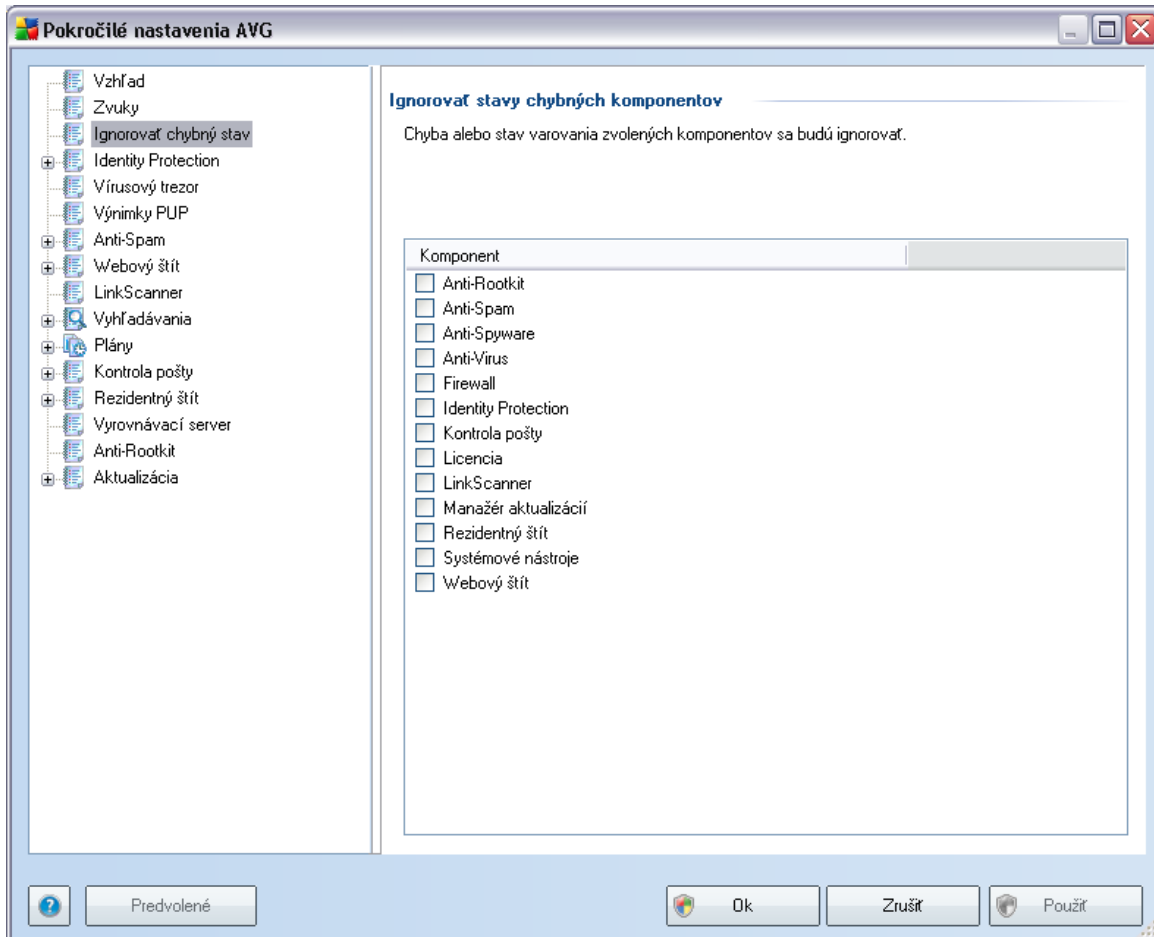 Pokročilé nastavenia AVG
Vzhľad
Zvuky
Ignorovať chybný stav
Identity Protection
Vírusový trezor
Výnimky PUP
Anti-Spam
Webový štít
LinkScanner
Vyhľadávania
Plány
Kontrola pošty
Rezidentný štít
Vyrovnávací server
Anti-Rootkit
Aktualizácia
Ignorovať stavy chybných komponentov
Chyba alebo stav varovania zvolených komponentov sa budú ignorovať.
Komponent
Anti-Rootkit
Anti-Spam
Anti-Spyware
Anti-Virus
Firewall
Identity Protection
Kontrola pošty
Licencia
LinkScanner
Manažér aktualizácií
Rezidentný štít
Systémové nástroje
Webový štít
Predvolené
Ok
Zrušiť
Použiť